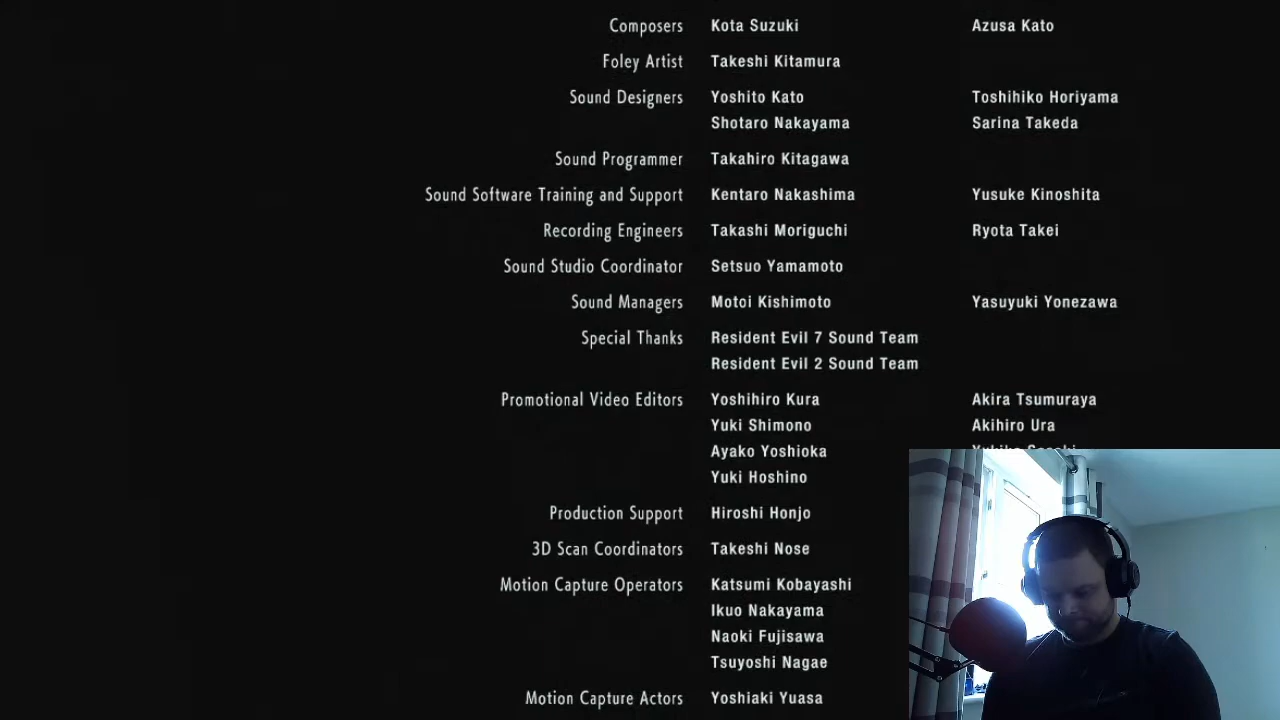 Composers Kota Suzuki Azusa Kato
Foley Artist Takeshi Kitamura
Sound Designers Yoshito Kato Toshihiko Horiyama
Shotaro Nakayama Sarina Takeda
Sound Programmer Takahiro Kitagawa
Sound Software Training and Support Kentaro Nakashima Yusuke Kinoshita
Recording Engineers Takashi Moriguchi Ryota Takei
Sound Studio Coordinator Setsuo Yamamoto
Sound Managers Motoi Kishimoto Yasuyuki Yonezawa
Special Thanks Resident Evil 7 Sound Team
Resident Evil 2 Sound Team
Promotional Video Editors Yoshihiro Kura Akira Tsumuraya
Yuki Shimono Akihiro Ura
Ayako Yoshioka
Yuki Hoshino
Production Support Hiroshi Honjo
3D Scan Coordinators Takeshi Nose
Motion Capture Operators Katsumi Kobayashi
Ikuo Nakayama
Naoki Fujisawa
Tsuyoshi Nagae
Motion Capture Actors Yoshiaki Yuasa